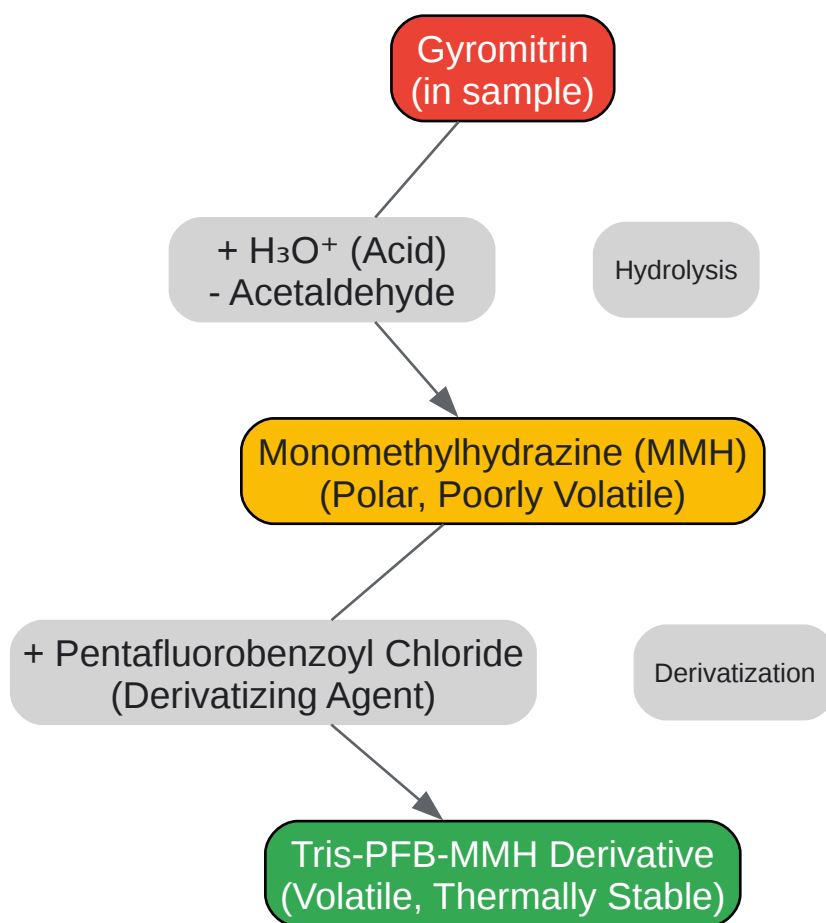 Gyromitrin
(in sample)
+ H₃O⁺ (Acid)
- Acetaldehyde
Hydrolysis
Monomethylhydrazine (MMH)
(Polar, Poorly Volatile)
+ Pentafluorobenzoyl Chloride
(Derivatizing Agent)
Derivatization
Tris-PFB-MMH Derivative
(Volatile, Thermally Stable)